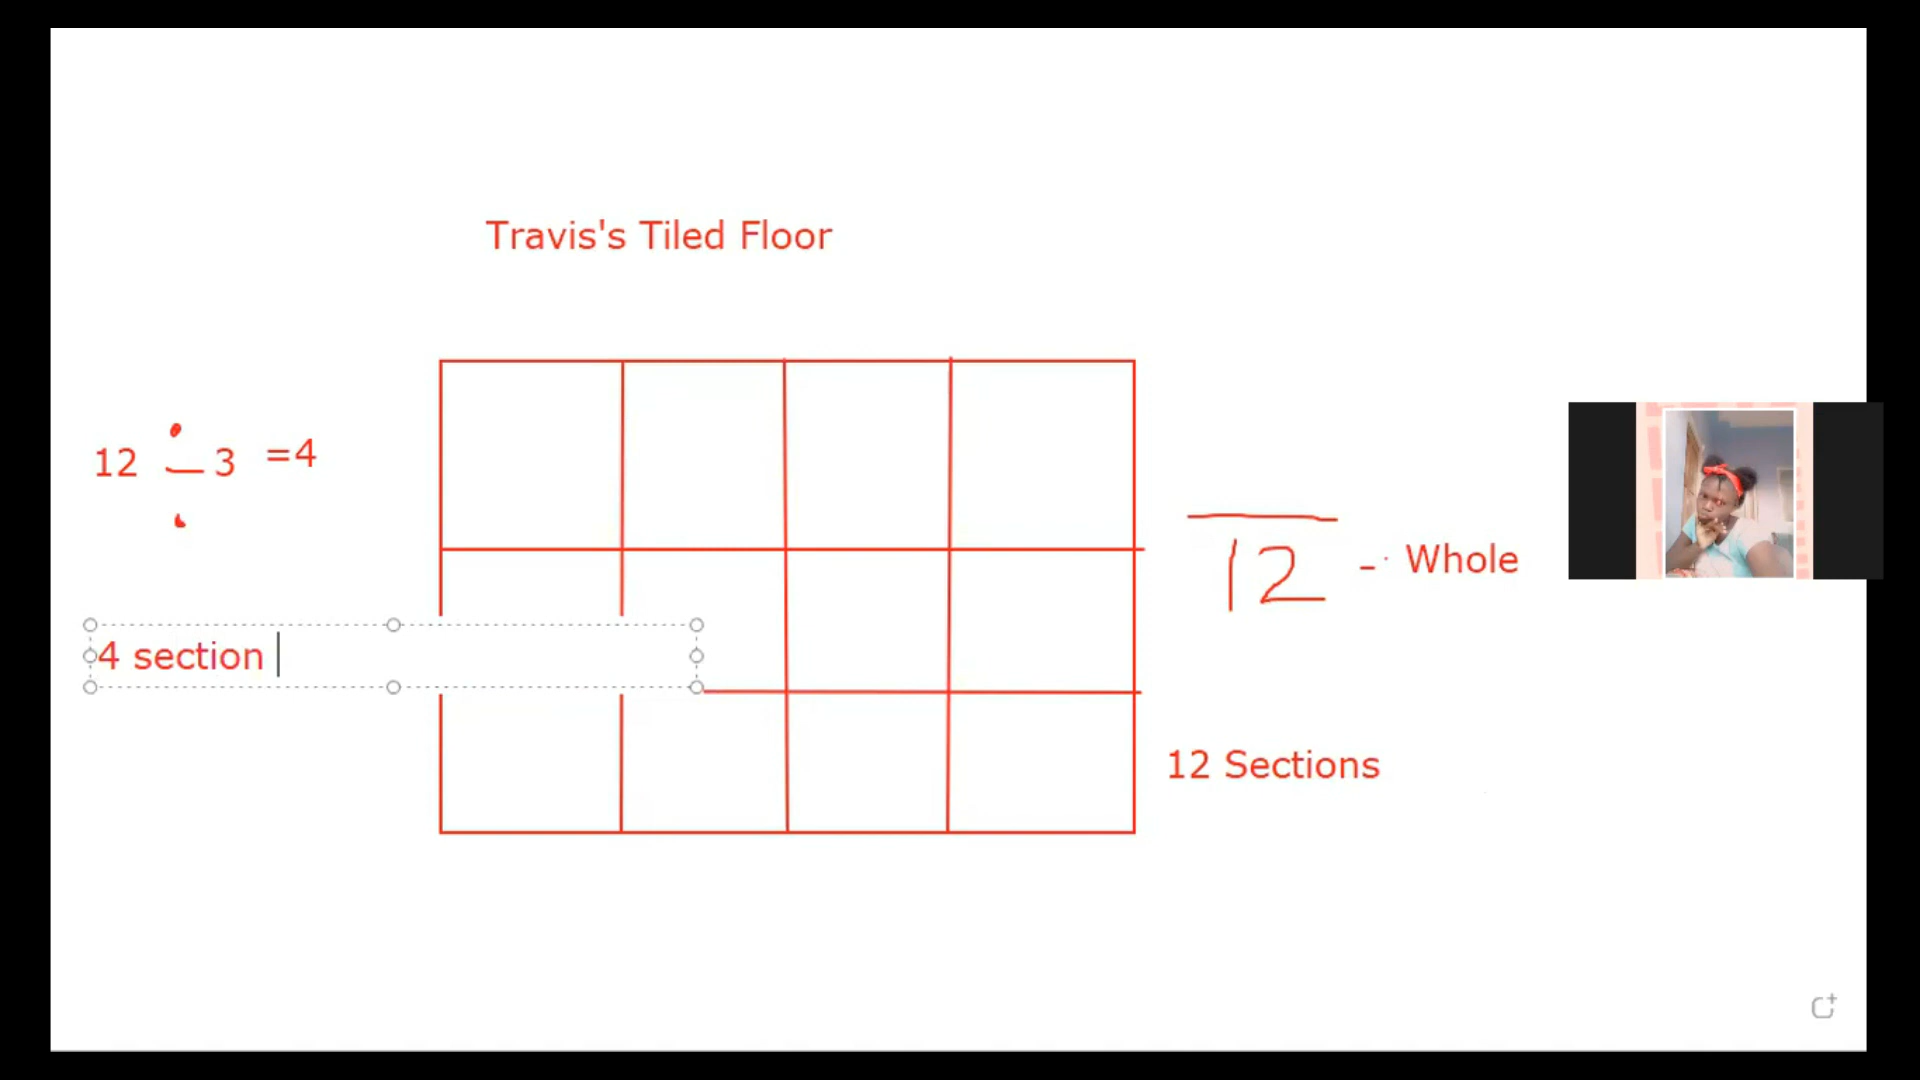 Travis's Tiled Floor
12 ÷ 3 =4
12 - Whole
4 section
12 Sections